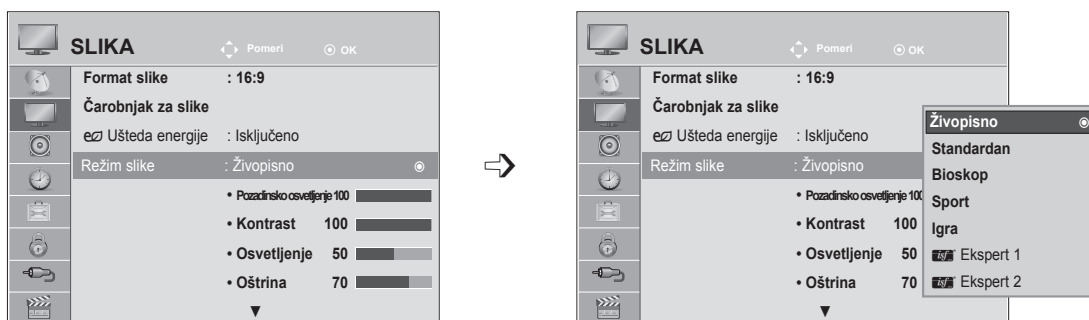 SLIKA Pomeri OK
Format slike : 16:9
Čarobnjak za slike
Ušteda energije : Isključeno
Režim slike : Živopisno
• Pozadinsko osvetljenje 100
• Kontrast 100
• Osvetljenje 50
• Oštrina 70
SLIKA Pomeri OK
Format slike : 16:9
Čarobnjak za slike
Ušteda energije : Isključeno
Režim slike : Živopisno
• Pozadinsko osvetljenje 100
• Kontrast 100
• Osvetljenje 50
• Oštrina 70
Živopisno
Standardan
Bioskop
Sport
Igra
isf Ekspert 1
isf Ekspert 2